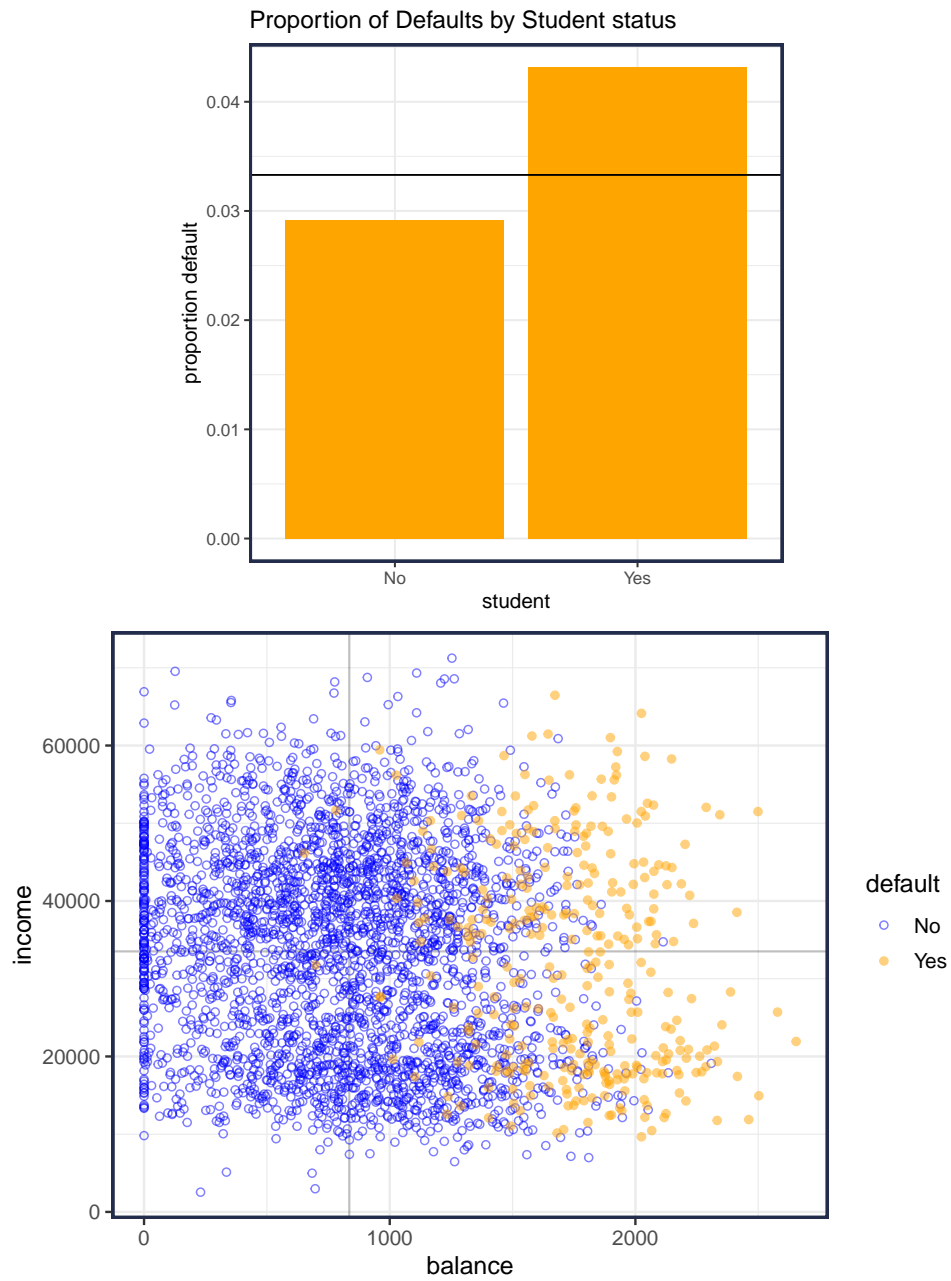 Proportion of Defaults by Student status
0.04
0.03
0.02
0.01
0.00
proportion default
No
Yes
student
60000
40000
20000
0
income
0
1000
2000
balance
default
No
Yes